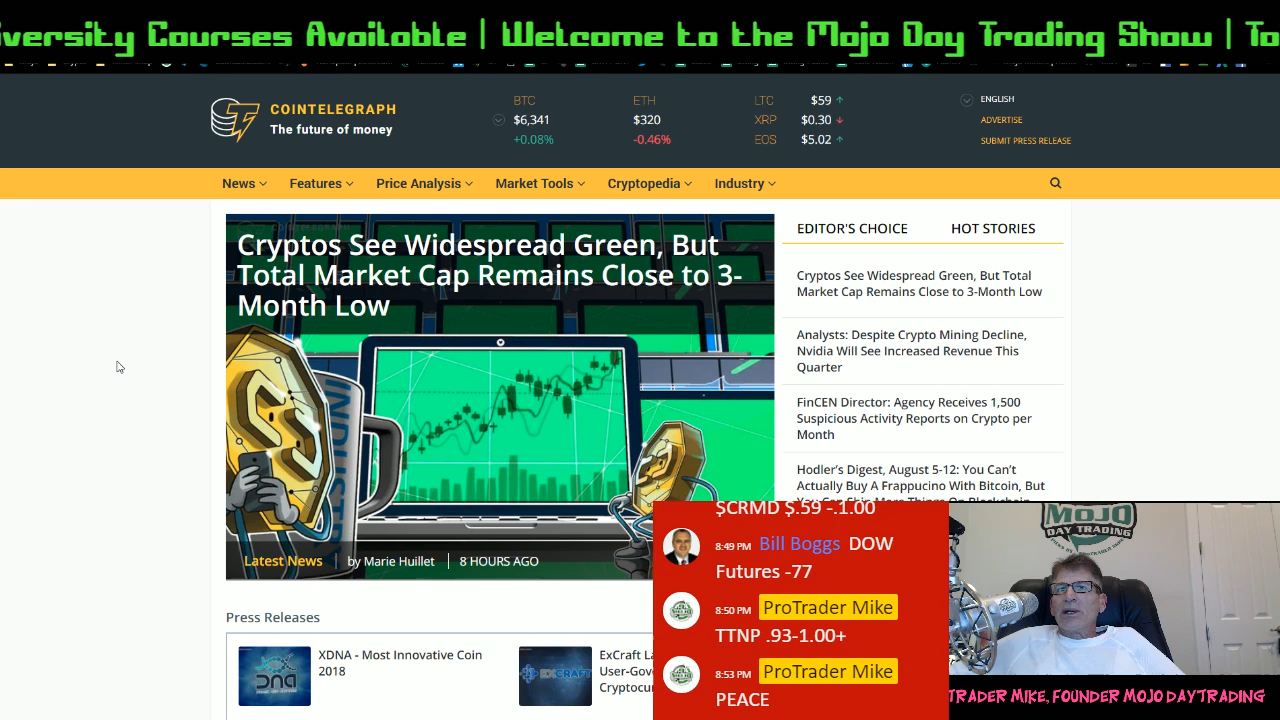 iversity Courses Available | Welcome to the Mojo Day Trading Show | To
COINTELEGRAPH
The future of money
BTC
$6,341
+0.08%
ETH
$320
-0.46%
LTC $59
XRP $0.30
EOS $5.02
ENGLISH
ADVERTISE
SUBMIT PRESS RELEASE
News
Features
Price Analysis
Market Tools
Cryptopedia
Industry
Cryptos See Widespread Green, But
Total Market Cap Remains Close to 3-
Month Low
INDUSTRY
Latest News
by Marie Huillet
8 HOURS AGO
EDITOR'S CHOICE
HOT STORIES
Cryptos See Widespread Green, But Total
Market Cap Remains Close to 3-Month Low
Analysts: Despite Crypto Mining Decline,
Nvidia Will See Increased Revenue This
Quarter
FinCEN Director: Agency Receives 1,500
Suspicious Activity Reports on Crypto per
Month
Hodler's Digest, August 5-12: You Can't
Actually Buy A Frappucino With Bitcoin, But
Press Releases
XDNA - Most Innovative Coin
2018
dna
EXCRAFT
ExCraft La
User-Gov
Cryptocu
$CRMD $.59 -.1.00
8:49 PM Bill Boggs DOW
Futures -77
8:50 PM ProTrader Mike
TTNP .93-1.00+
8:53 PM ProTrader Mike
PEACE
MOJO
DAY TRADING
TRADER MIKE, FOUNDER MOJO DAYTRADING